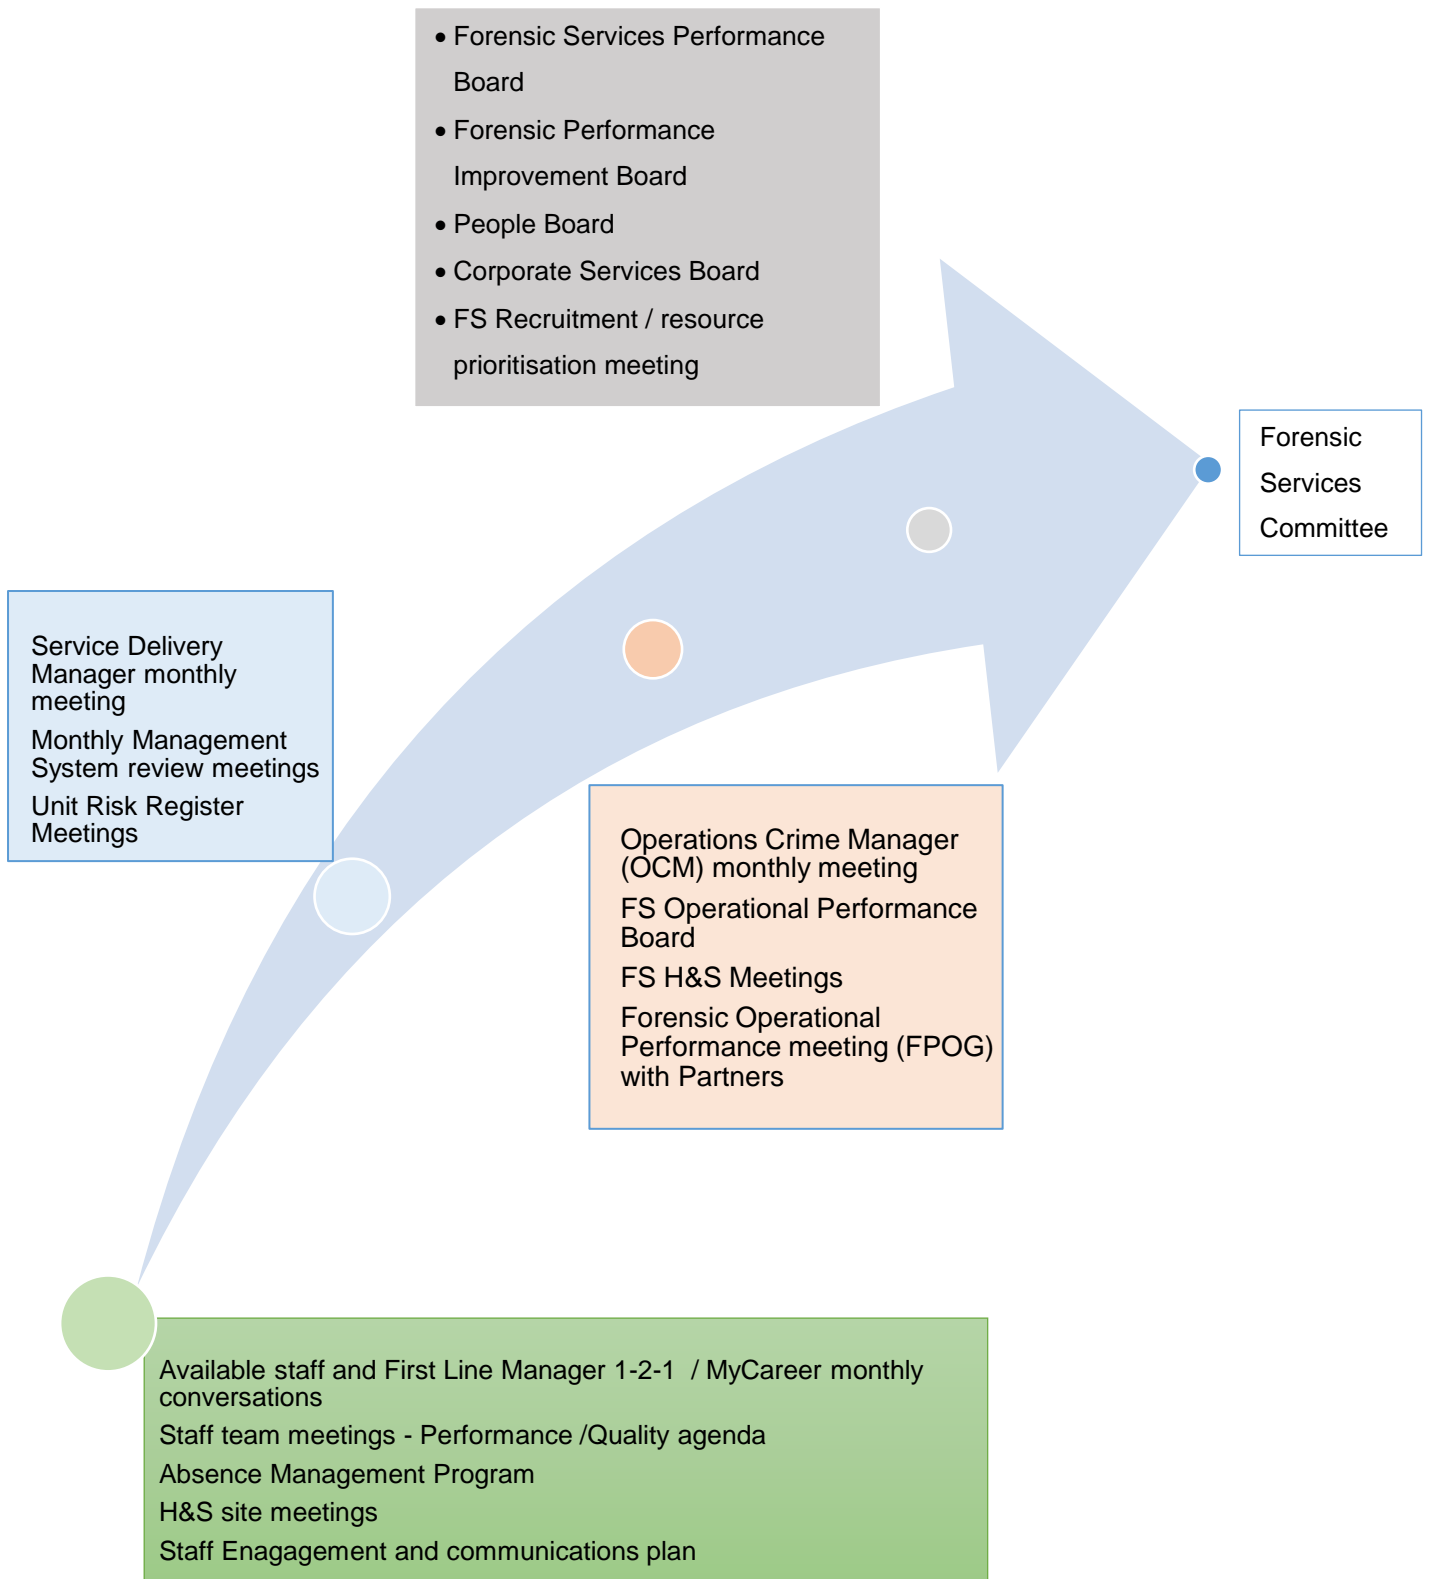 • Forensic Services Performance
Board
• Forensic Performance
Improvement Board
• People Board
• Corporate Services Board
• FS Recruitment / resource
prioritisation meeting
Forensic
Services
Committee
Service Delivery
Manager monthly
meeting
Monthly Management
System review meetings
Unit Risk Register
Meetings
Operations Crime Manager
(OCM) monthly meeting
FS Operational Performance
Board
FS H&S Meetings
Forensic Operational
Performance meeting (FPOG)
with Partners
Available staff and First Line Manager 1-2-1 / MyCareer monthly
conversations
Staff team meetings - Performance /Quality agenda
Absence Management Program
H&S site meetings
Staff Enagagement and communications plan